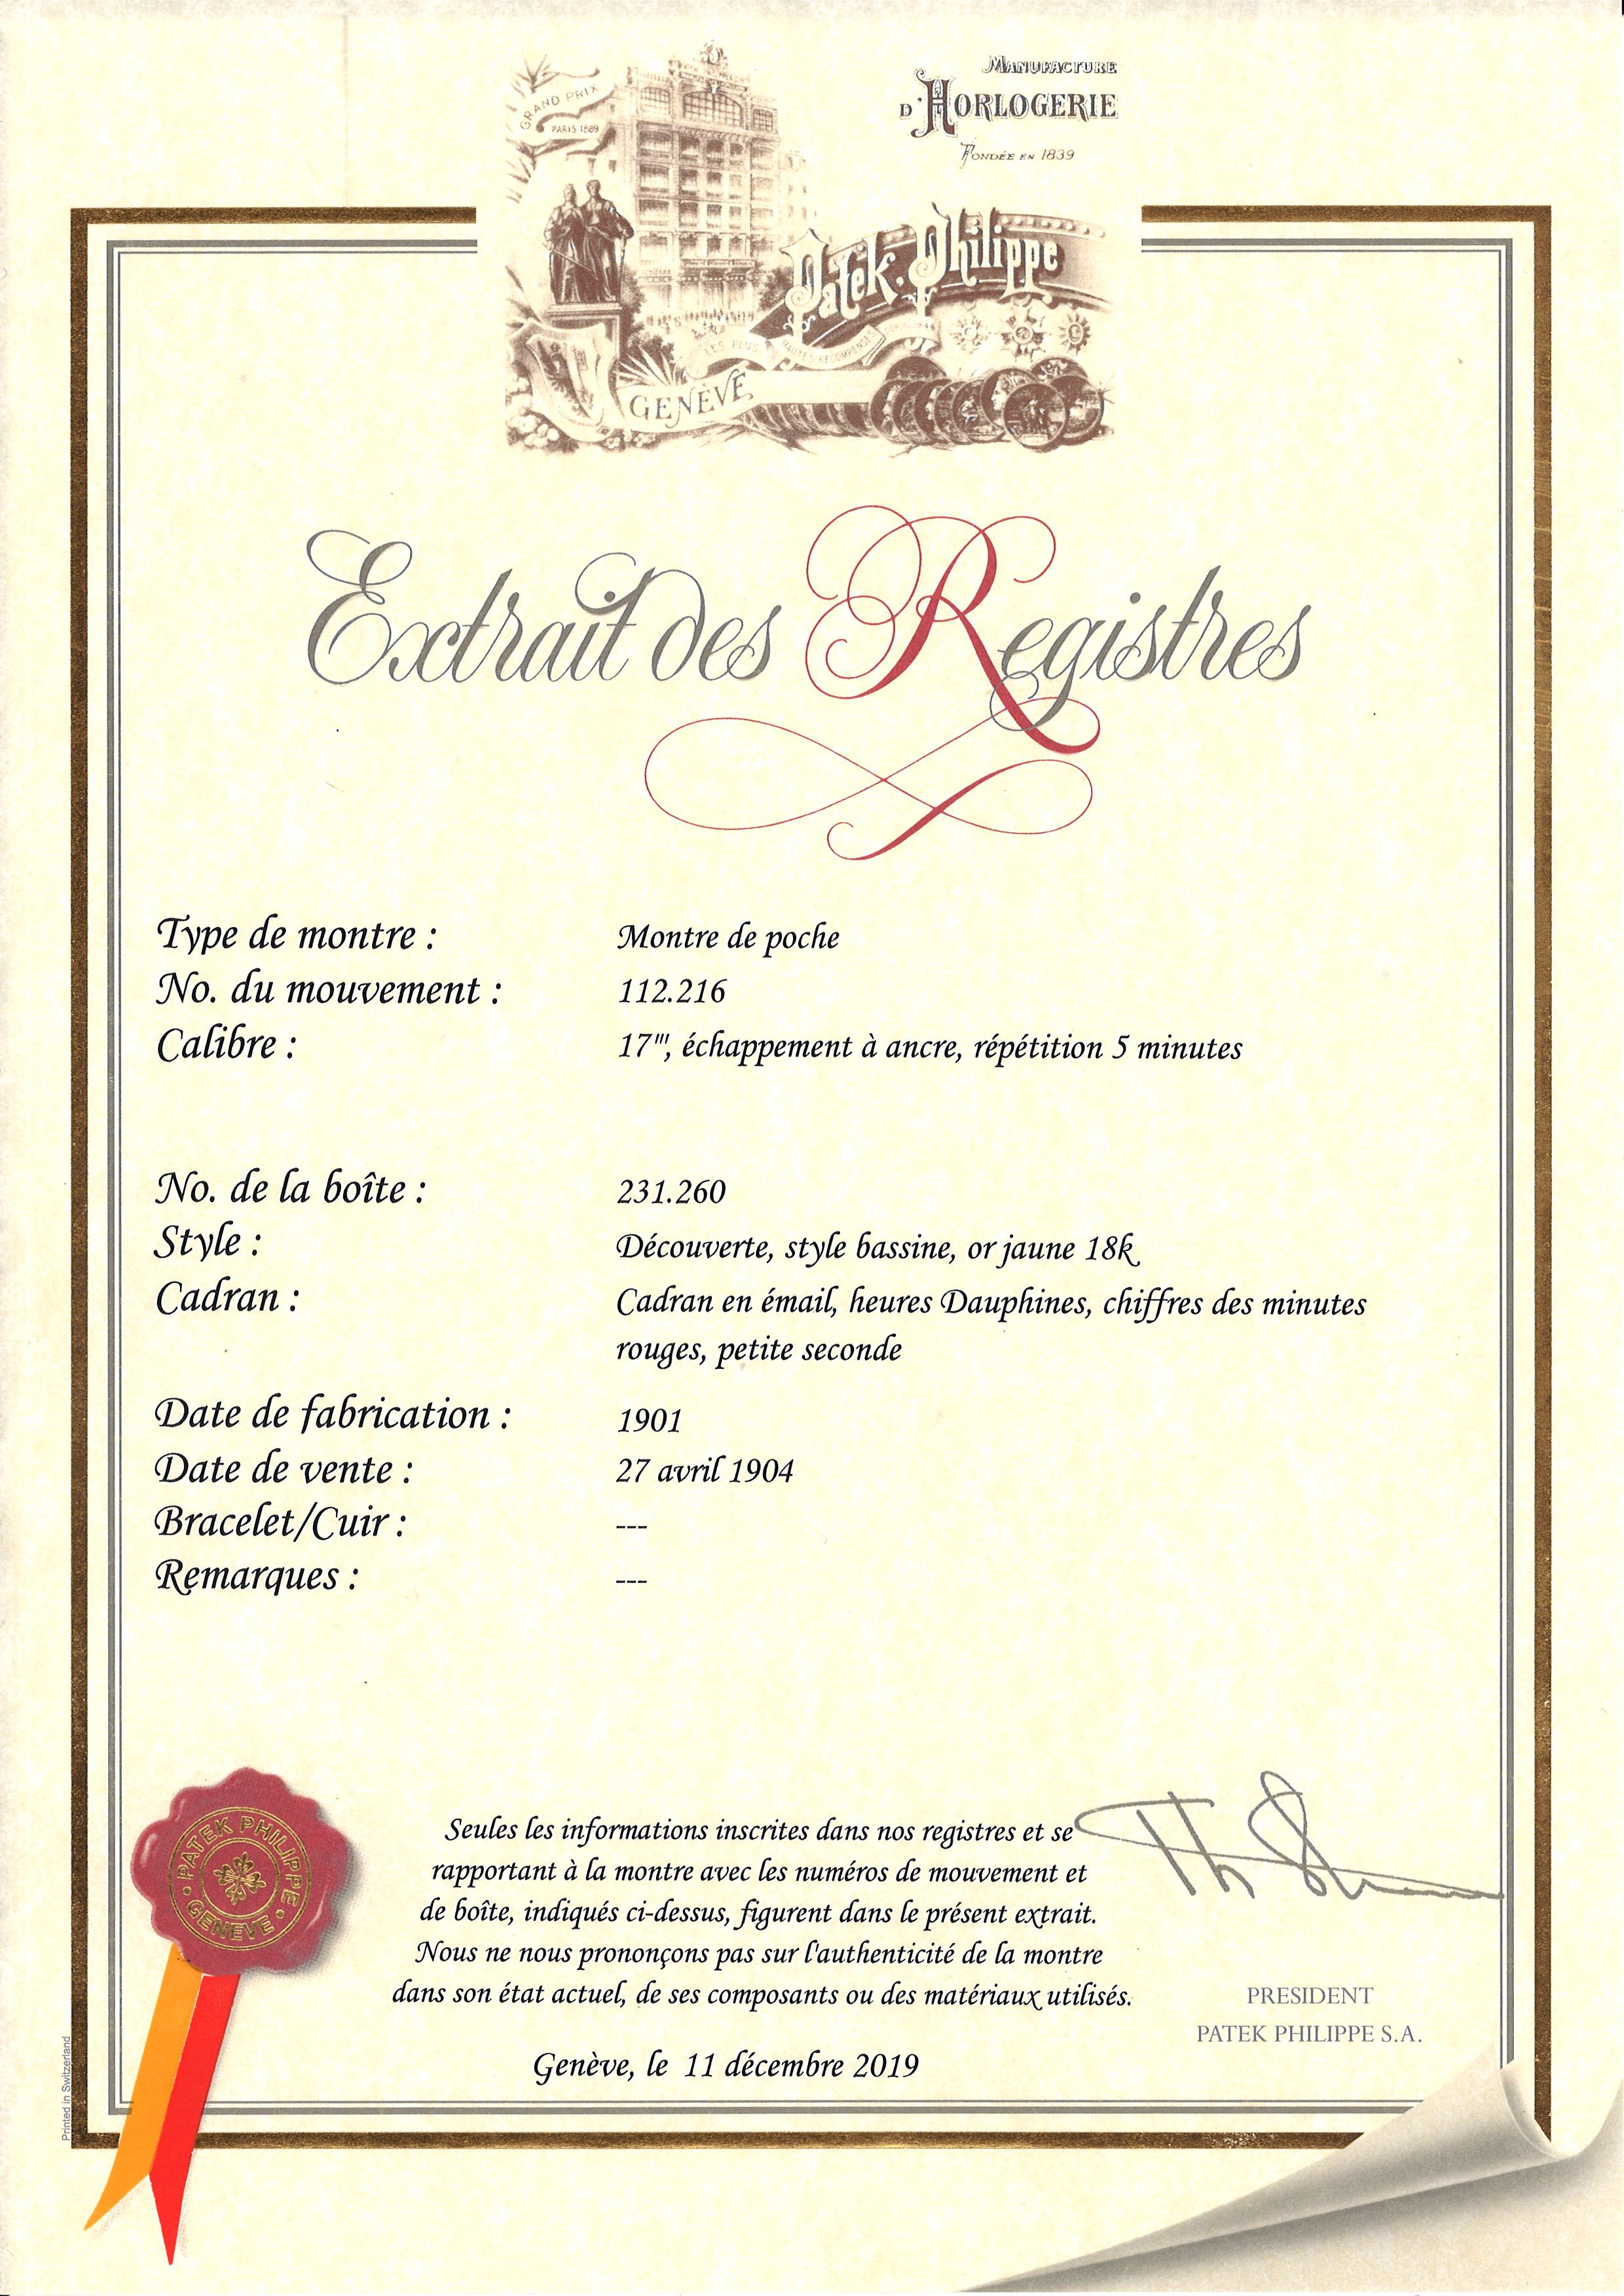 MANUFACTURE
D'HORLOGERIE
FONDÉE EN 1839
GRAND PRIX
PARIS 1889
Patek. Philippe
LES PLUS HAUTES RÉCOMPENSES
GENÈVE
Extrait des Registres
Type de montre : Montre de poche
No. du mouvement : 112.216
Calibre : 17"', échappement à ancre, répétition 5 minutes
No. de la boîte : 231.260
Style : Découverte, style bassine, or jaune 18k
Cadran : Cadran en émail, heures Dauphines, chiffres des minutes
rouges, petite seconde
Date de fabrication : 1901
Date de vente : 27 avril 1904
Bracelet/Cuir : ---
Remarques : ---
PATEK PHILIPPE
• GENEVE •
Seules les informations inscrites dans nos registres et se
rapportant à la montre avec les numéros de mouvement et
de boîte, indiqués ci-dessus, figurent dans le présent extrait.
Nous ne nous prononçons pas sur l'authenticité de la montre
dans son état actuel, de ses composants ou des matériaux utilisés.
PRESIDENT
PATEK PHILIPPE S.A.
Genève, le 11 décembre 2019
Printed in Switzerland